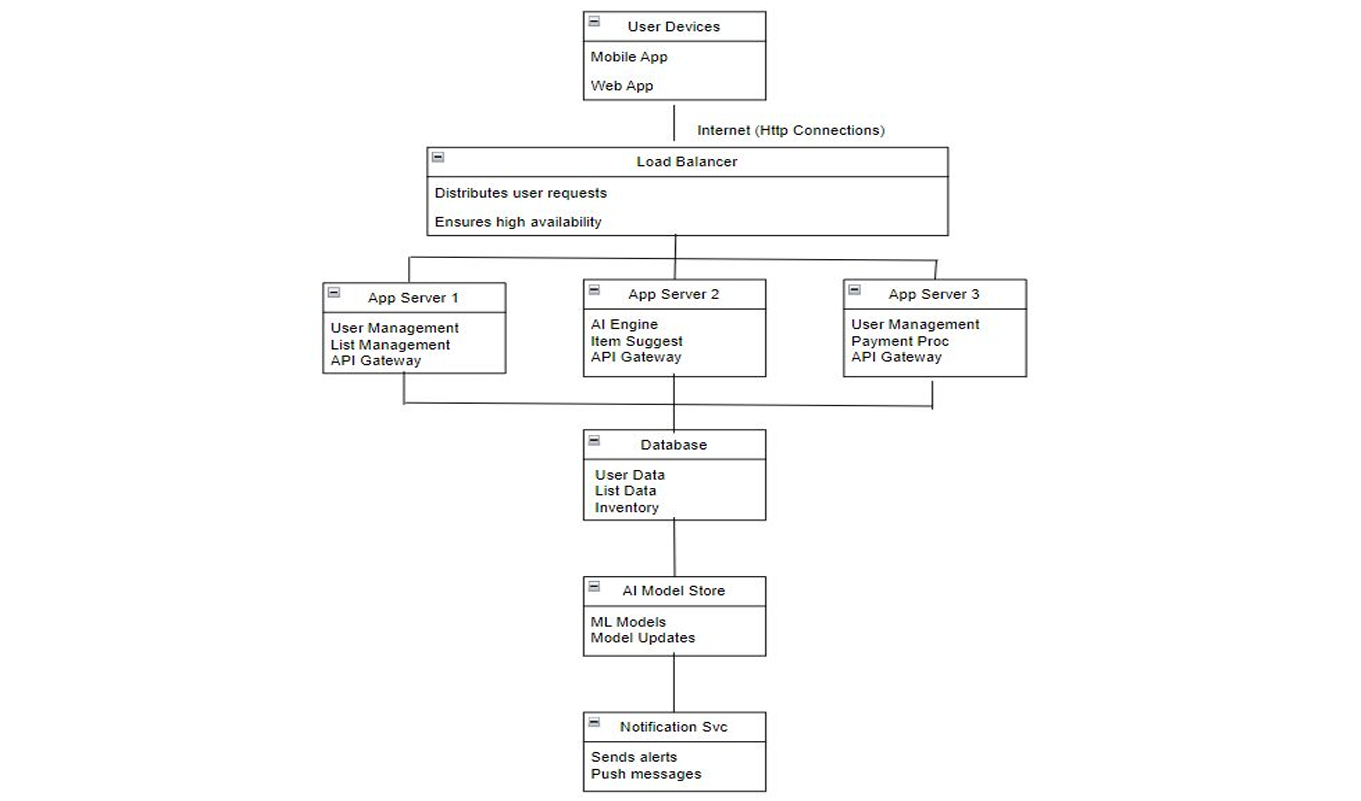 User Devices
Mobile App
Web App
Internet (Http Connections)
Load Balancer
Distributes user requests
Ensures high availability
App Server 1
User Management
List Management
API Gateway
App Server 2
AI Engine
Item Suggest
API Gateway
App Server 3
User Management
Payment Proc
API Gateway
Database
User Data
List Data
Inventory
AI Model Store
ML Models
Model Updates
Notification Svc
Sends alerts
Push messages